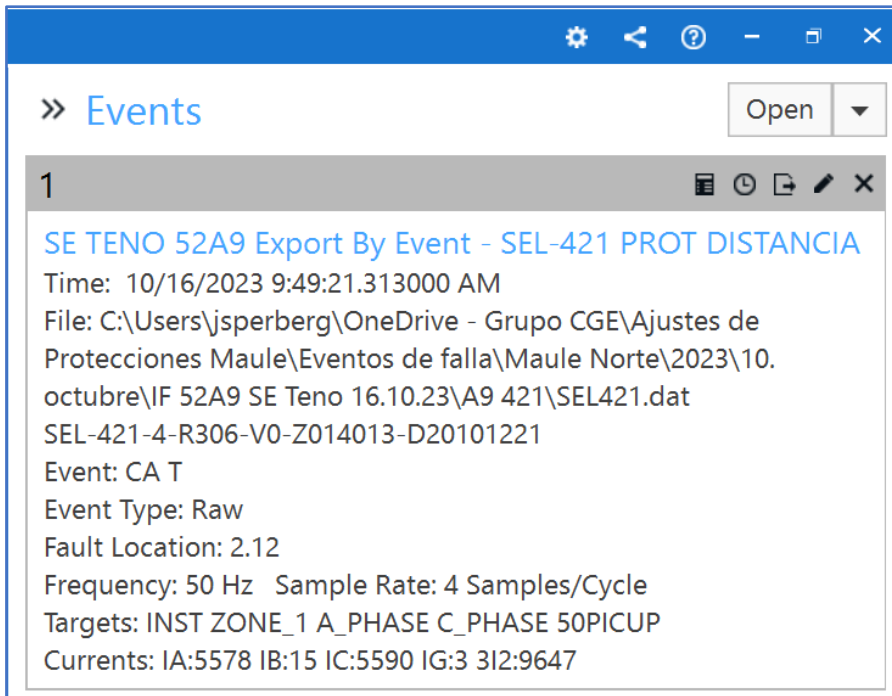 Events
Open
1
SE TENO 52A9 Export By Event - SEL-421 PROT DISTANCIA
Time: 10/16/2023 9:49:21.313000 AM
File: C:\Users\jsperberg\OneDrive - Grupo CGE\Ajustes de
Protecciones Maule\Eventos de falla\Maule Norte\2023\10.
octubre\IF 52A9 SE Teno 16.10.23\A9 421\SEL421.dat
SEL-421-4-R306-V0-Z014013-D20101221
Event: CA T
Event Type: Raw
Fault Location: 2.12
Frequency: 50 Hz   Sample Rate: 4 Samples/Cycle
Targets: INST ZONE_1 A_PHASE C_PHASE 50PICUP
Currents: IA:5578 IB:15 IC:5590 IG:3 3I2:9647